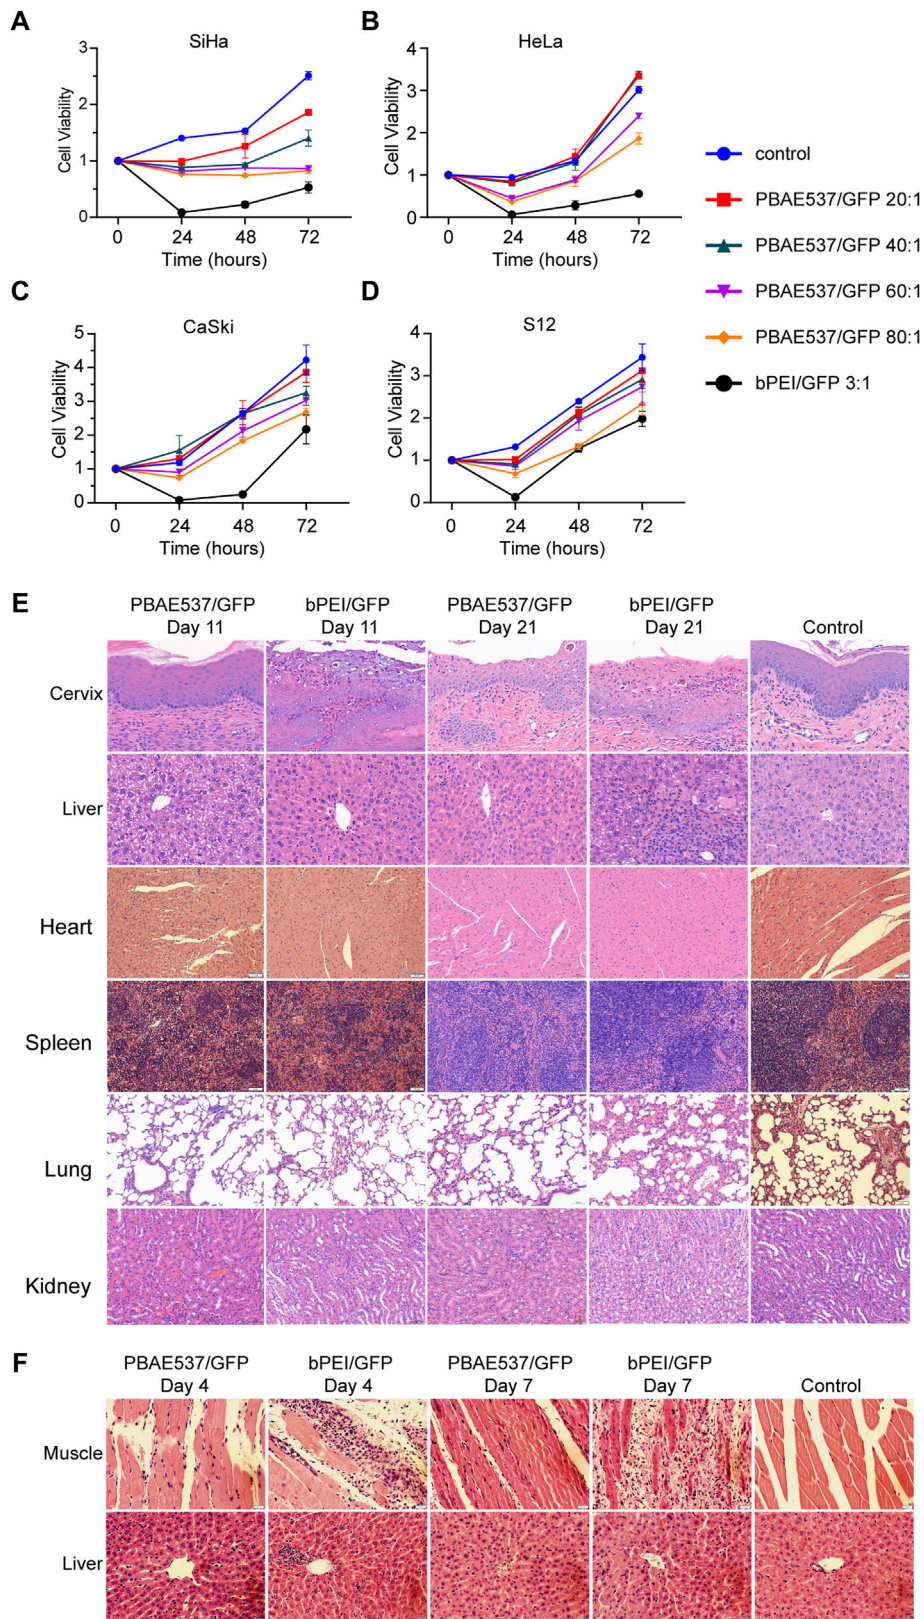 A
SiHa
Cell Viability
3
2
1
0
0 24 48 72
Time (hours)
B
HeLa
Cell Viability
4
3
2
1
0
0 24 48 72
Time (hours)
control
PBAE537/GFP 20:1
PBAE537/GFP 40:1
PBAE537/GFP 60:1
PBAE537/GFP 80:1
bPEI/GFP 3:1
C
CaSki
Cell Viability
5
4
3
2
1
0
0 24 48 72
Time (hours)
D
S12
Cell Viability
4
3
2
1
0
0 24 48 72
Time (hours)
E
PBAE537/GFP
Day 11
bPEI/GFP
Day 11
PBAE537/GFP
Day 21
bPEI/GFP
Day 21
Control
Cervix
Liver
Heart
Spleen
Lung
Kidney
F
PBAE537/GFP
Day 4
bPEI/GFP
Day 4
PBAE537/GFP
Day 7
bPEI/GFP
Day 7
Control
Muscle
Liver